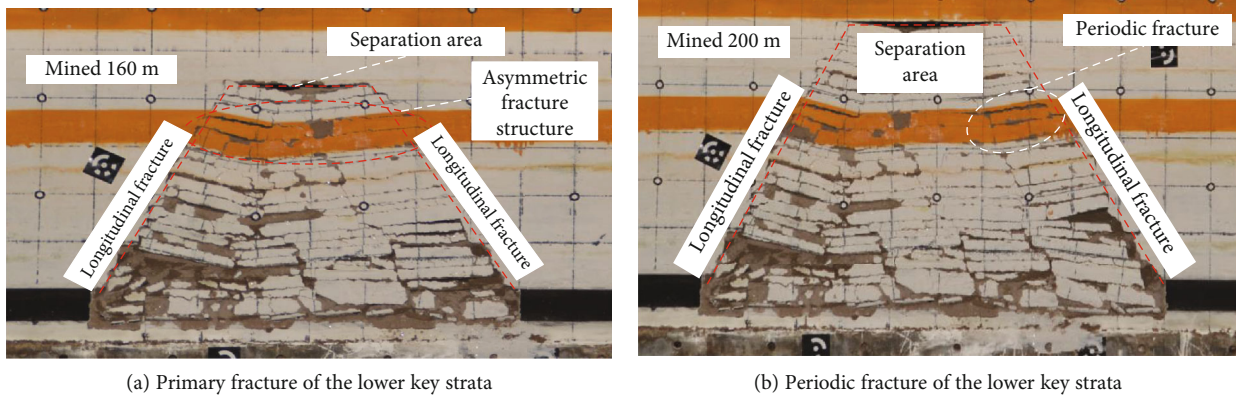 Mined 160 m
Separation area
Asymmetric
fracture
structure
Longitudinal fracture
Longitudinal fracture
(a) Primary fracture of the lower key strata
Mined 200 m
Separation
area
Periodic fracture
Longitudinal fracture
Longitudinal fracture
(b) Periodic fracture of the lower key strata